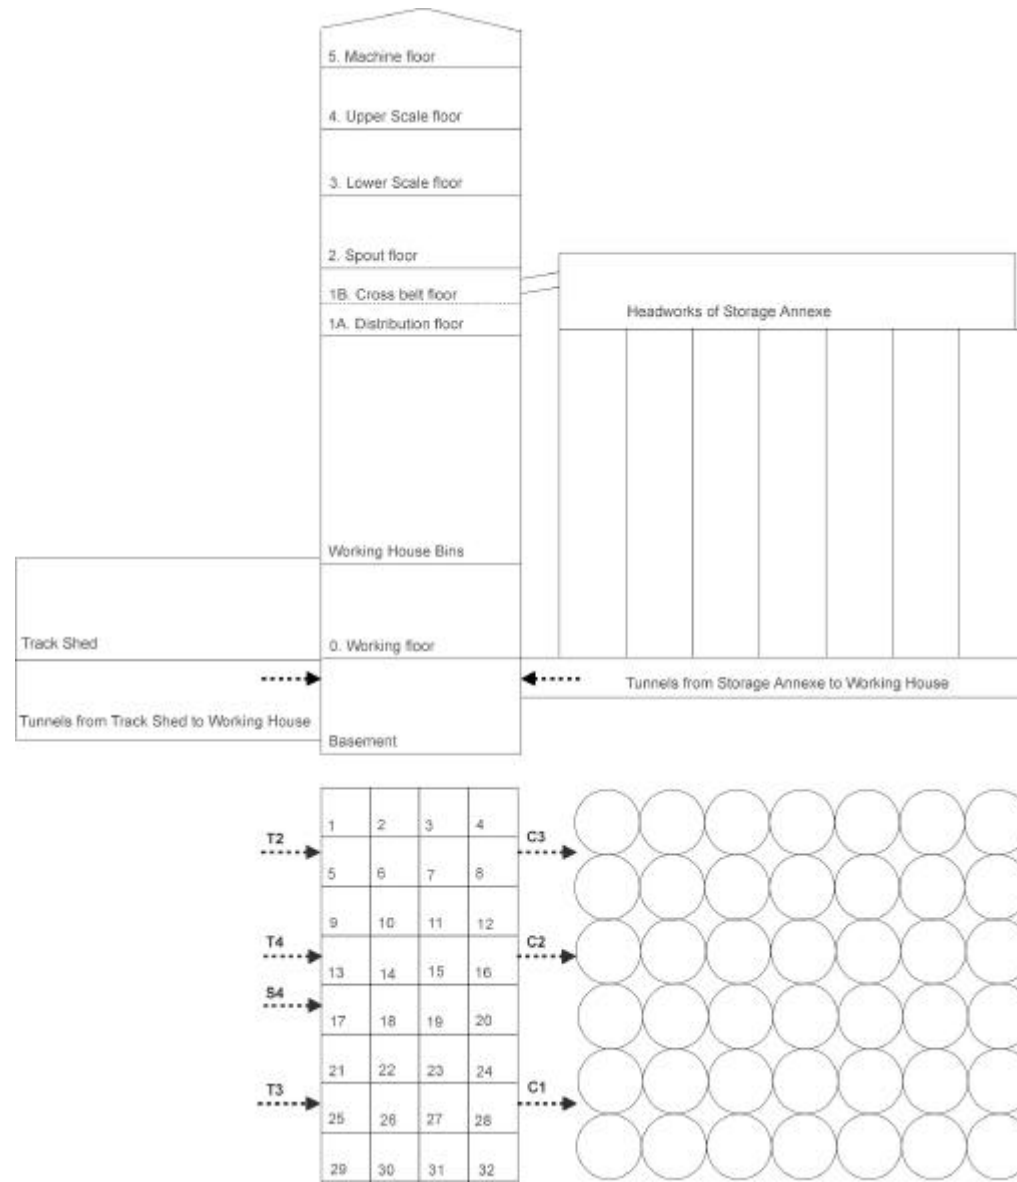 5. Machine floor
4. Upper Scale floor
3. Lower Scale floor
2. Spout floor
1B. Cross belt floor
Headworks of Storage Annexe
1A. Distribution floor
Working House Bins
Track Shed
0. Working floor
Tunnels from Storage Annexe to Working House
Tunnels from Track Shed to Working House
Basement
1 2 3 4
T2 C3
5 6 7 8
9 10 11 12
T4 C2
13 14 15 16
S4
17 18 19 20
21 22 23 24
T3 C1
25 26 27 28
29 30 31 32